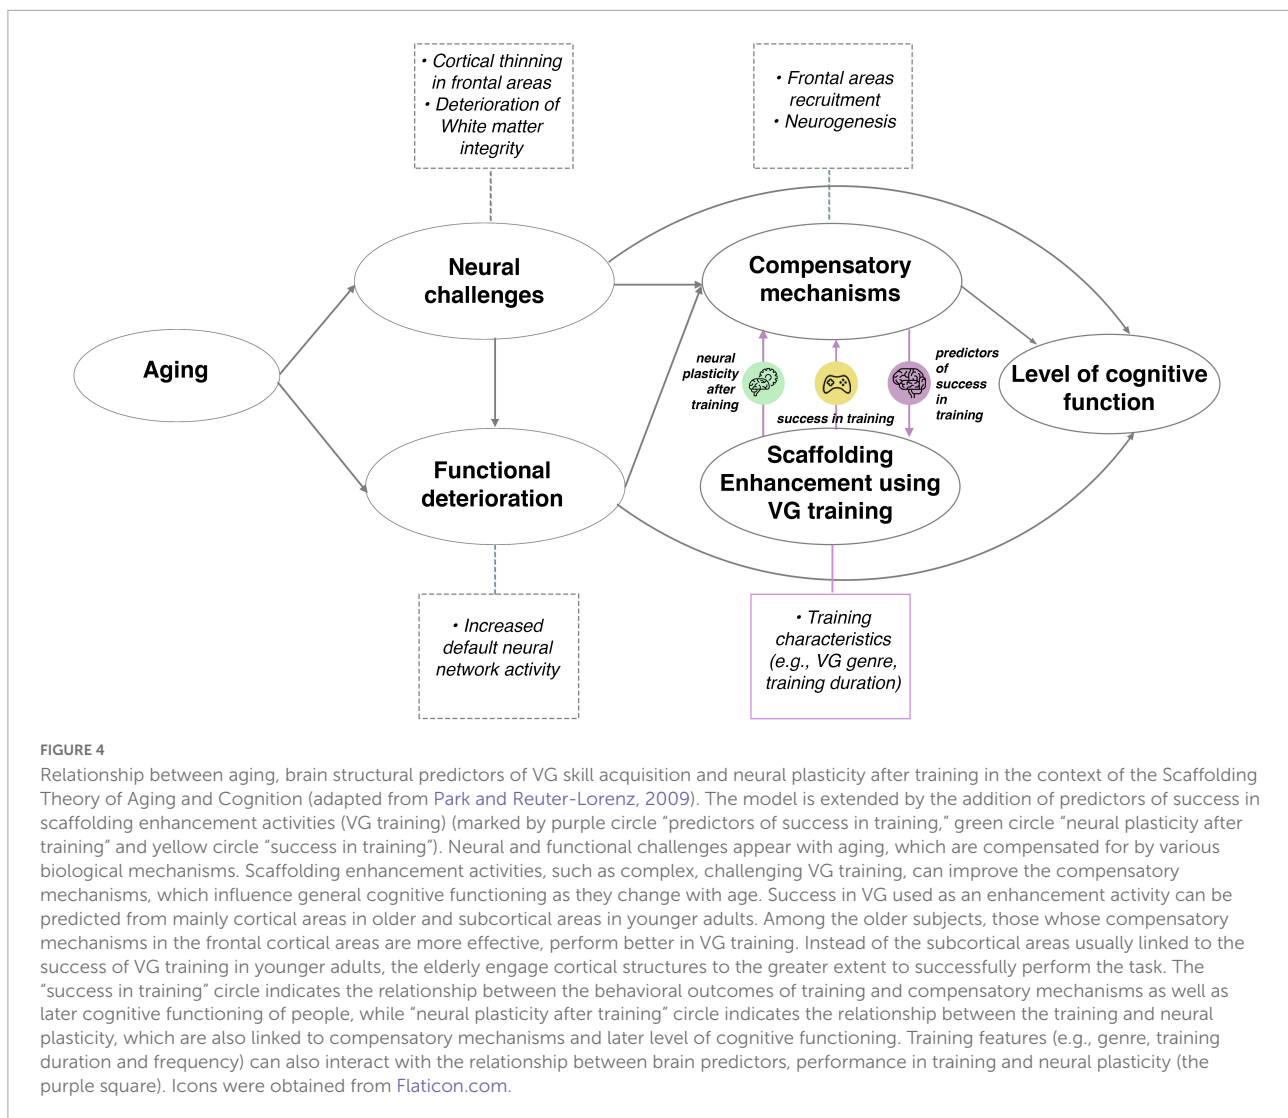 • Cortical thinning
in frontal areas
• Deterioration of
White matter
integrity
• Frontal areas
recruitment
• Neurogenesis
Neural
challenges
Compensatory
mechanisms
Aging
neural
plasticity
after
training
success in training
predictors
of
success
in
training
Level of cognitive
function
Functional
deterioration
Scaffolding
Enhancement using
VG training
• Increased
default neural
network activity
• Training
characteristics
(e.g., VG genre,
training duration)
FIGURE 4
Relationship between aging, brain structural predictors of VG skill acquisition and neural plasticity after training in the context of the Scaffolding
Theory of Aging and Cognition (adapted from Park and Reuter-Lorenz, 2009). The model is extended by the addition of predictors of success in
scaffolding enhancement activities (VG training) (marked by purple circle “predictors of success in training,” green circle “neural plasticity after
training” and yellow circle “success in training”). Neural and functional challenges appear with aging, which are compensated for by various
biological mechanisms. Scaffolding enhancement activities, such as complex, challenging VG training, can improve the compensatory
mechanisms, which influence general cognitive functioning as they change with age. Success in VG used as an enhancement activity can be
predicted from mainly cortical areas in older and subcortical areas in younger adults. Among the older subjects, those whose compensatory
mechanisms in the frontal cortical areas are more effective, perform better in VG training. Instead of the subcortical areas usually linked to the
success of VG training in younger adults, the elderly engage cortical structures to the greater extent to successfully perform the task. The
“success in training” circle indicates the relationship between the behavioral outcomes of training and compensatory mechanisms as well as
later cognitive functioning of people, while “neural plasticity after training” circle indicates the relationship between the training and neural
plasticity, which are also linked to compensatory mechanisms and later level of cognitive functioning. Training features (e.g., genre, training
duration and frequency) can also interact with the relationship between brain predictors, performance in training and neural plasticity (the
purple square). Icons were obtained from Flaticon.com.